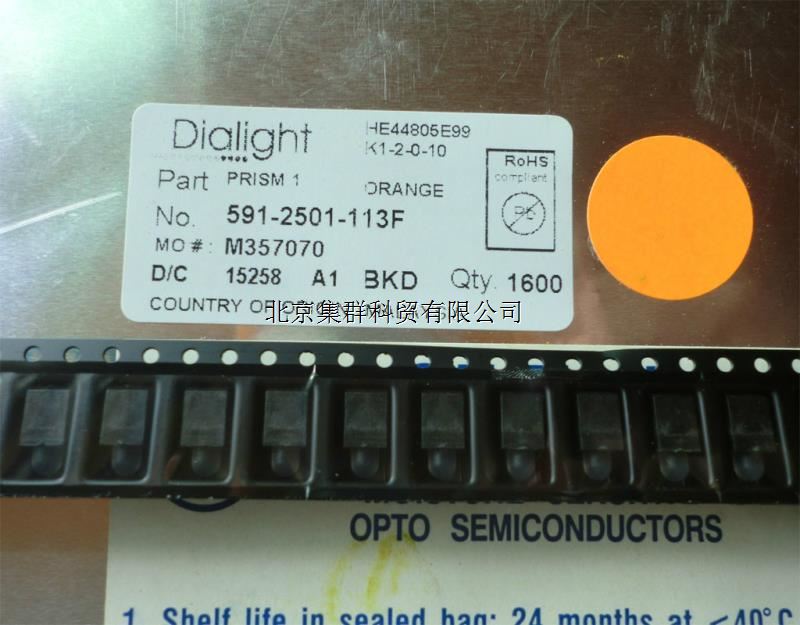 Dialight HE44805E99
K1-2-0-10
RoHS
compliant
Pb
Part PRISM 1 ORANGE
No. 591-2501-113F
MO #: M357070
D/C 15258 A1 BKD Qty. 1600
COUNTRY OF ORIGIN
北京集群科贸有限公司
OPTO SEMICONDUCTORS
1. Shelf life in sealed bag: 24 months at <40°C